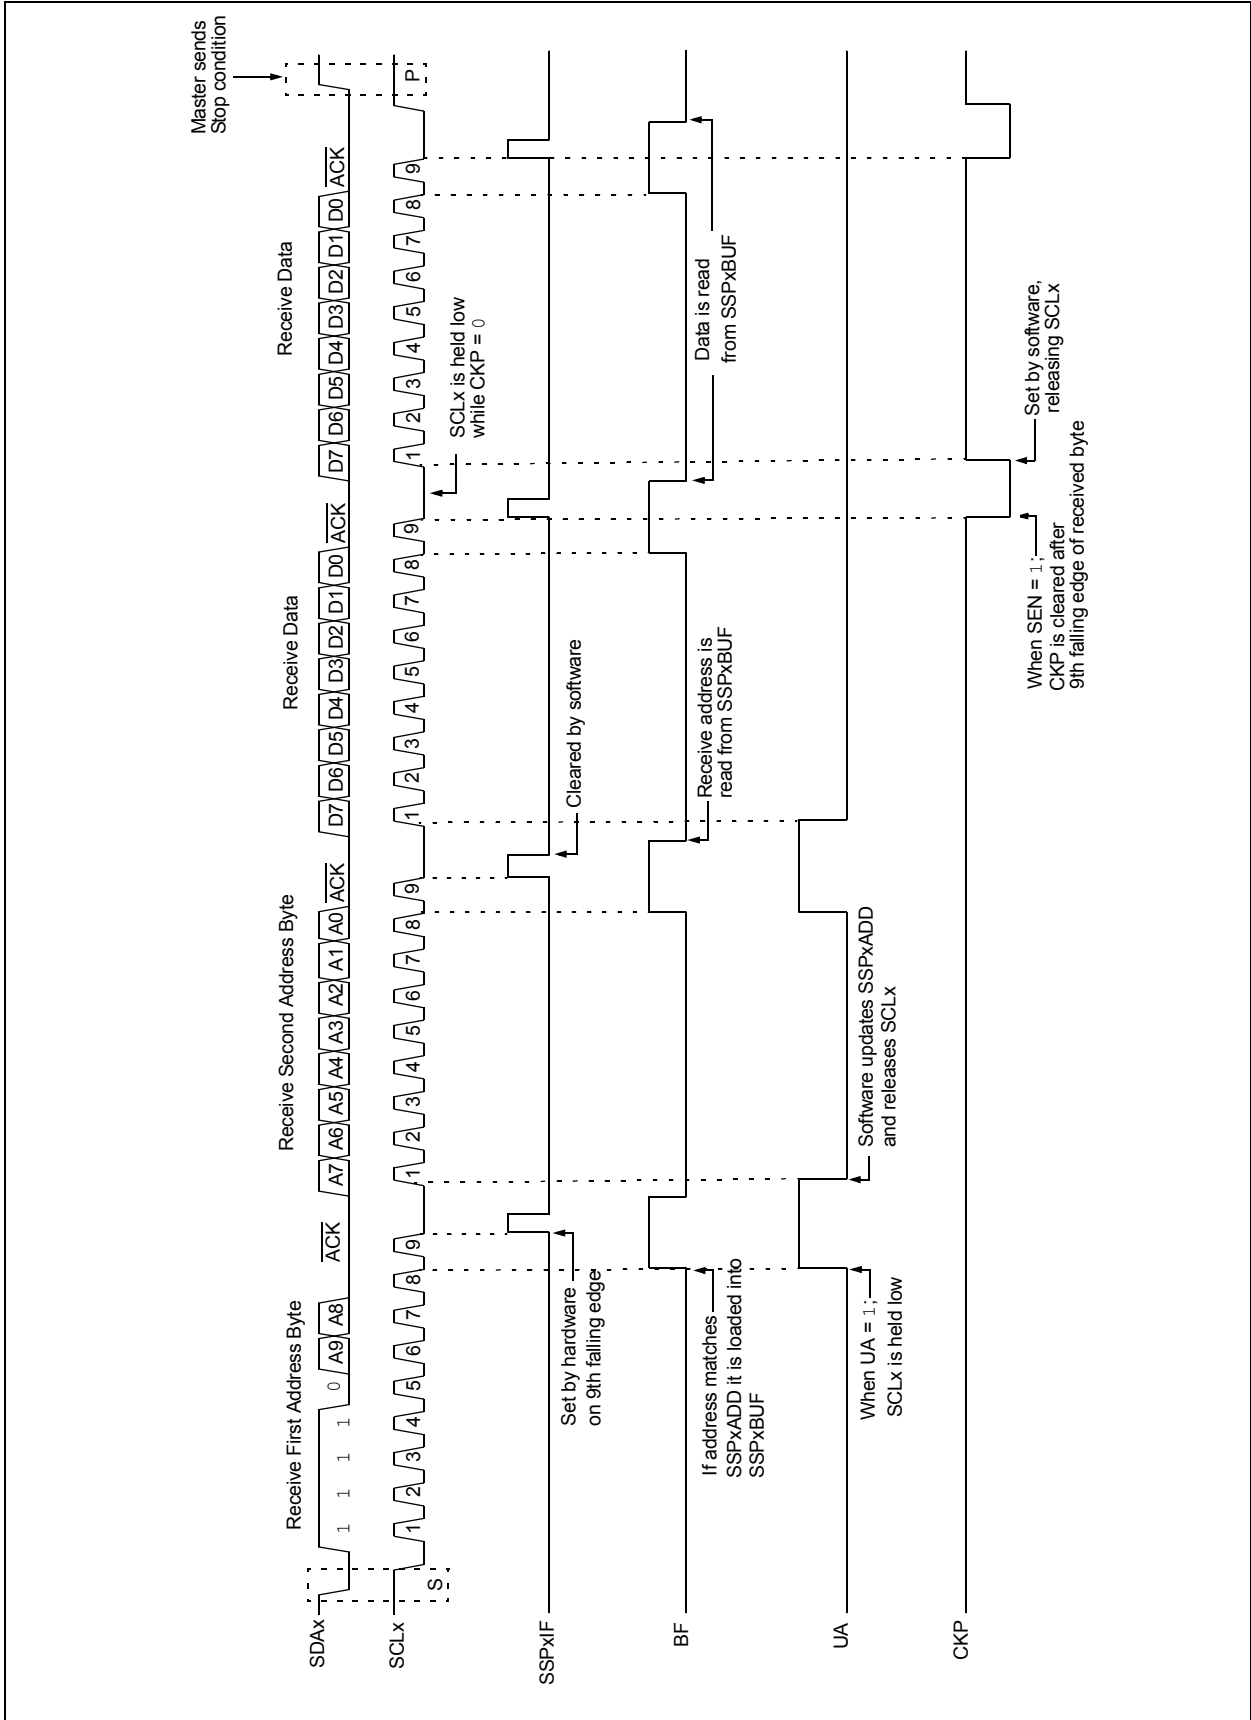 Master sends
Stop condition
Receive First Address Byte
Receive Second Address Byte
Receive Data
Receive Data
SDAx
1 1 1 1 0 A9 A8 ACK A7 A6 A5 A4 A3 A2 A1 A0 ACK D7 D6 D5 D4 D3 D2 D1 D0 ACK D7 D6 D5 D4 D3 D2 D1 D0 ACK
SCLx
S 1 2 3 4 5 6 7 8 9 1 2 3 4 5 6 7 8 9 1 2 3 4 5 6 7 8 9 1 2 3 4 5 6 7 8 9 P
SCLx is held low
while CKP = 0
SSPxIF
Set by hardware
on 9th falling edge
Cleared by software
BF
If address matches
SSPxADD it is loaded into
SSPxBUF
Receive address is
read from SSPxBUF
Data is read
from SSPxBUF
UA
When UA = 1;
SCLx is held low
Software updates SSPxADD
and releases SCLx
CKP
When SEN = 1;
CKP is cleared after
9th falling edge of received byte
Set by software,
releasing SCLx